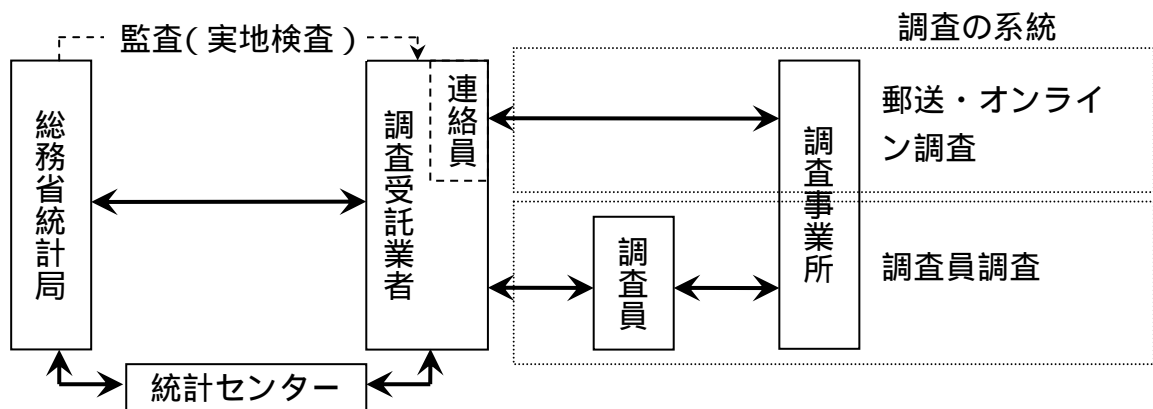 監査(実地検査)
調査の系統
総務省統計局
調査受託業者
連絡員
郵送・オンライ
ン調査
調査事業所
調査員
調査員調査
統計センター